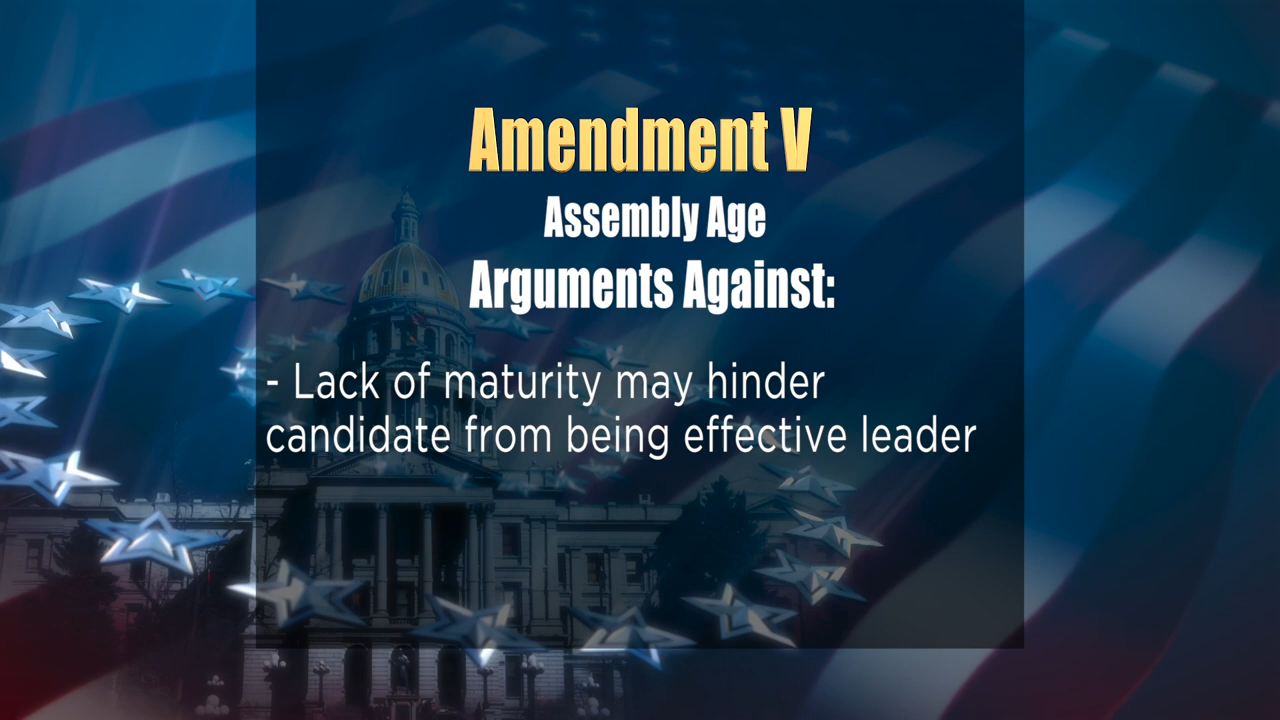 Amendment V
Assembly Age
Arguments Against:
- Lack of maturity may hinder
candidate from being effective leader